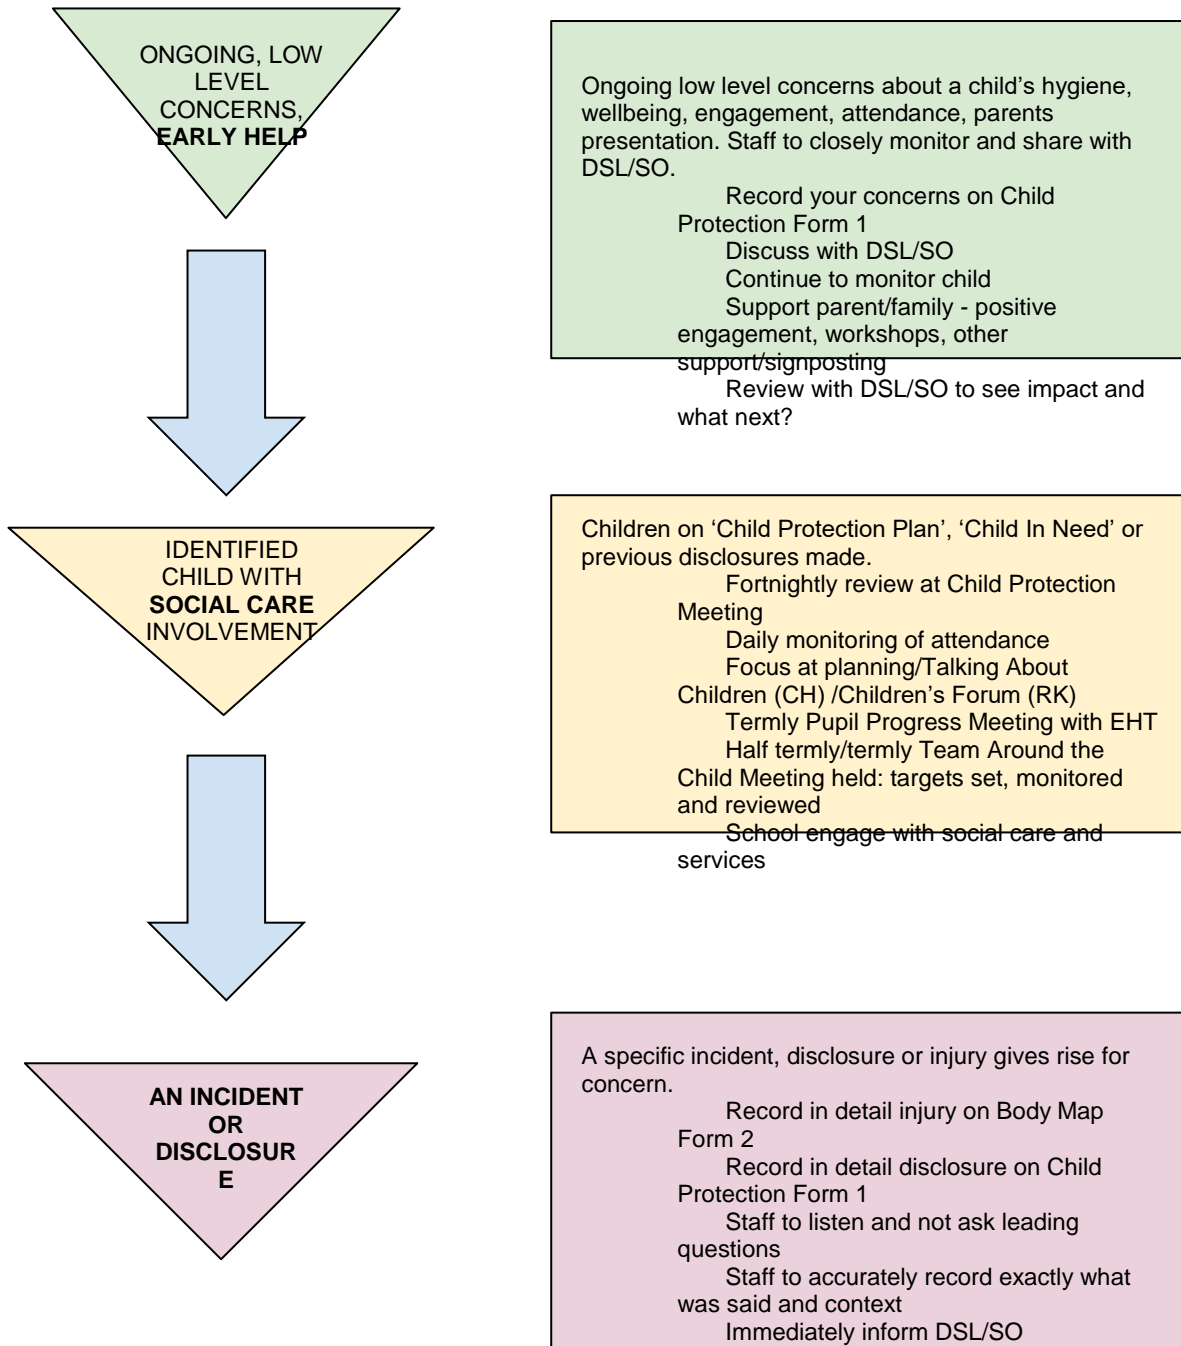 ONGOING, LOW
LEVEL
CONCERNS,
EARLY HELP
Ongoing low level concerns about a child’s hygiene,
wellbeing, engagement, attendance, parents
presentation. Staff to closely monitor and share with
DSL/SO.
Record your concerns on Child
Protection Form 1
Discuss with DSL/SO
Continue to monitor child
Support parent/family - positive
engagement, workshops, other
support/signposting
Review with DSL/SO to see impact and
what next?
IDENTIFIED
CHILD WITH
SOCIAL CARE
INVOLVEMENT
Children on ‘Child Protection Plan’, ‘Child In Need’ or
previous disclosures made.
Fortnightly review at Child Protection
Meeting
Daily monitoring of attendance
Focus at planning/Talking About
Children (CH) /Children’s Forum (RK)
Termly Pupil Progress Meeting with EHT
Half termly/termly Team Around the
Child Meeting held: targets set, monitored
and reviewed
School engage with social care and
services
AN INCIDENT
OR
DISCLOSUR
E
A specific incident, disclosure or injury gives rise for
concern.
Record in detail injury on Body Map
Form 2
Record in detail disclosure on Child
Protection Form 1
Staff to listen and not ask leading
questions
Staff to accurately record exactly what
was said and context
Immediately inform DSL/SO